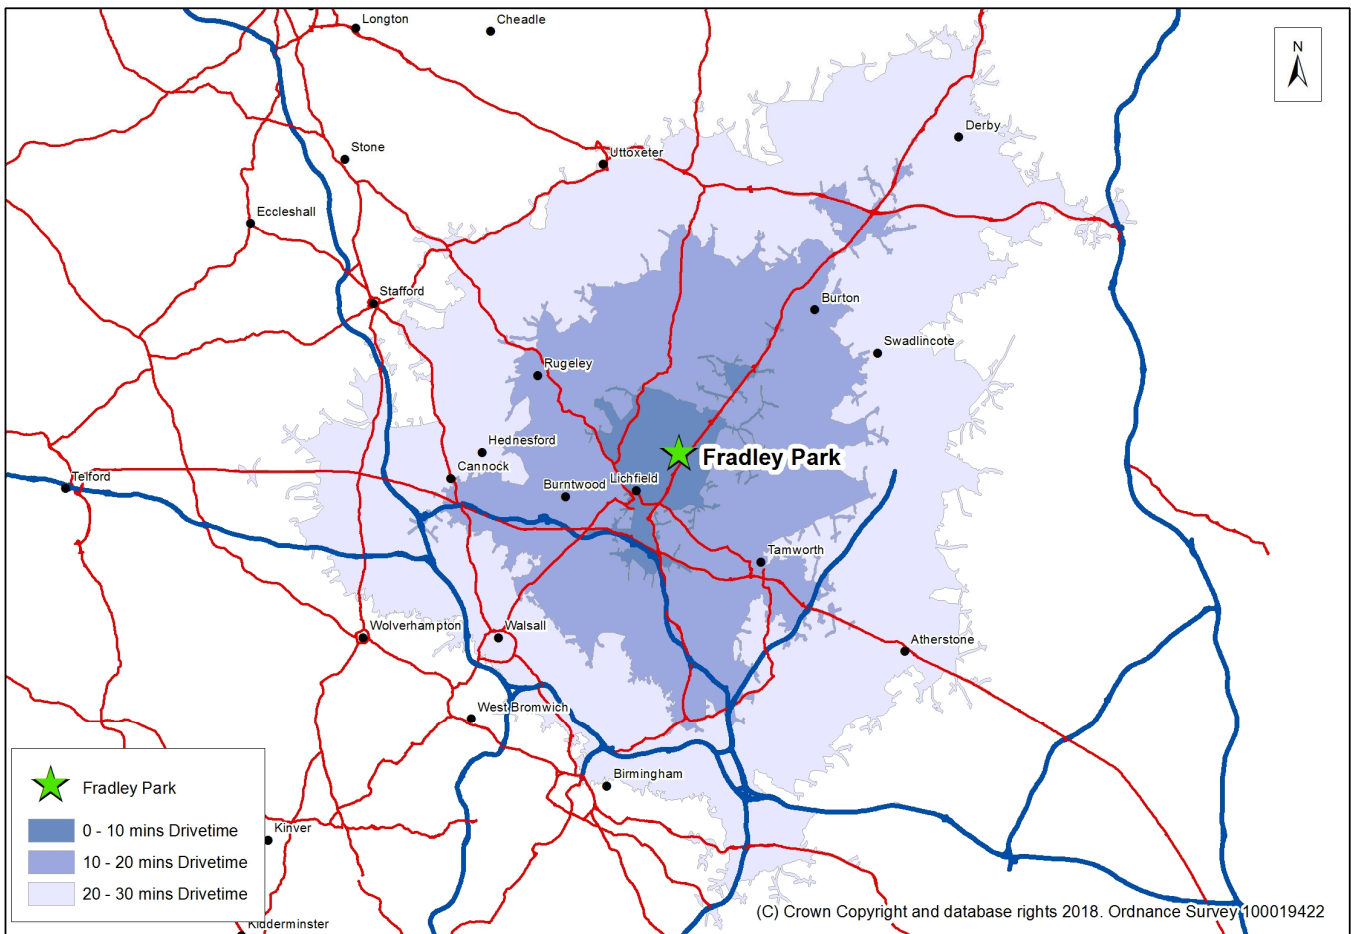 Longton
Cheadle
N
Derby
Stone
Uttoxeter
Eccleshall
Stafford
Burton
Swadlincote
Rugeley
Hednesford
Fradley Park
Cannock
Telford
Burntwood
Lichfield
Tamworth
Wolverhampton
Walsall
Atherstone
West Bromwich
Birmingham
Fradley Park
0 - 10 mins Drivetime
10 - 20 mins Drivetime
20 - 30 mins Drivetime
Kinver
(C) Crown Copyright and database rights 2018. Ordnance Survey 100019422
Kidderminster